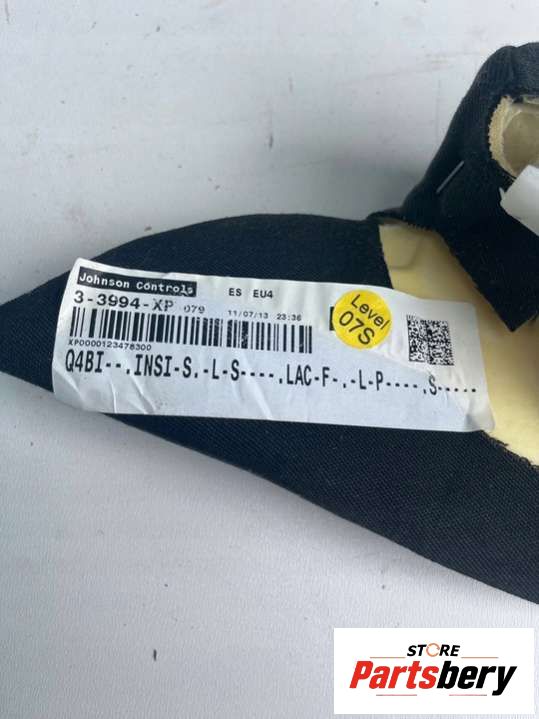 Johnson Controls
ES EU4
3-3994-XP 079
11/07/13 23:36
Level
07S
XP0000123478300
Q4BI--.INSI-S.-L-S----.LAC-F-.-L-P----.S-----
STORE
Partsbery